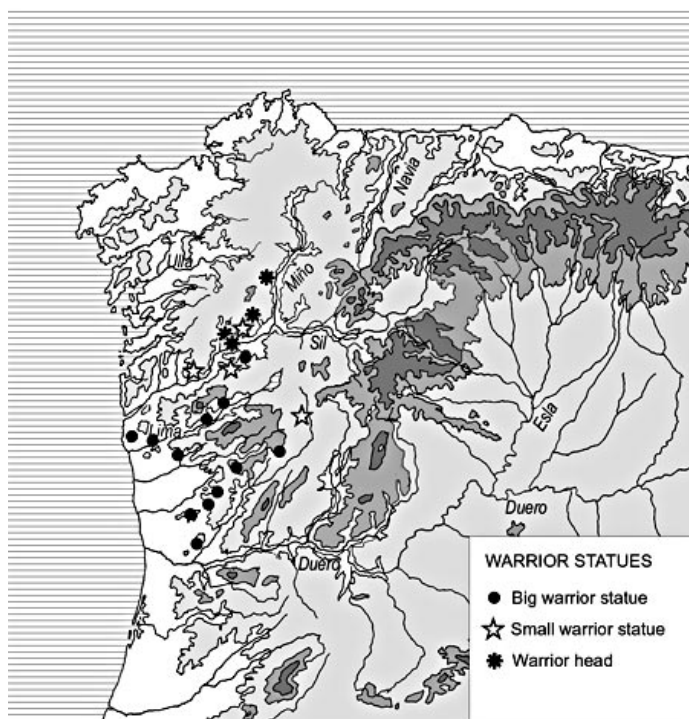 Navia
Ulla
Miño
Sil
Lima
Esla
Duero
Duero
WARRIOR STATUES
Big warrior statue
Small warrior statue
Warrior head